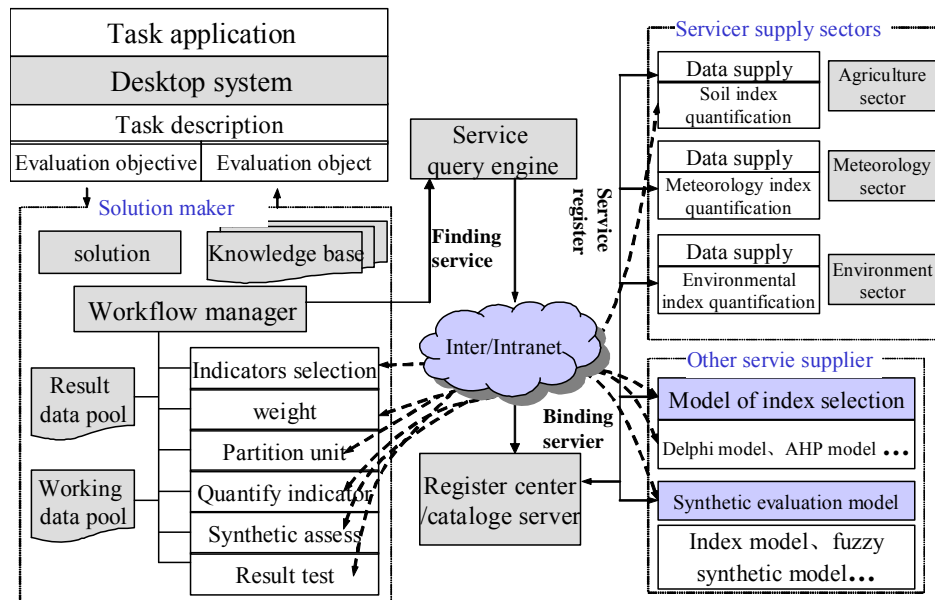 Task application
Desktop system
Task description
Evaluation objective
Evaluation object
Solution maker
solution
Knowledge base
Workflow manager
Indicators selection
weight
Partition unit
Quantify indicator
Synthetic assess
Result test
Result
data pool
Working
data pool
Service
query engine
Finding
service
Service
register
Inter/Intranet
Binding
servier
Register center
/cataloge server
Servicer supply sectors
Data supply
Soil index
quantification
Agriculture
sector
Data supply
Meteorology index
quantification
Meteorology
sector
Data supply
Environmental
index quantification
Environment
sector
Other servie supplier
Model of index selection
Delphi model、AHP model ...
Synthetic evaluation model
Index model、fuzzy
synthetic model...